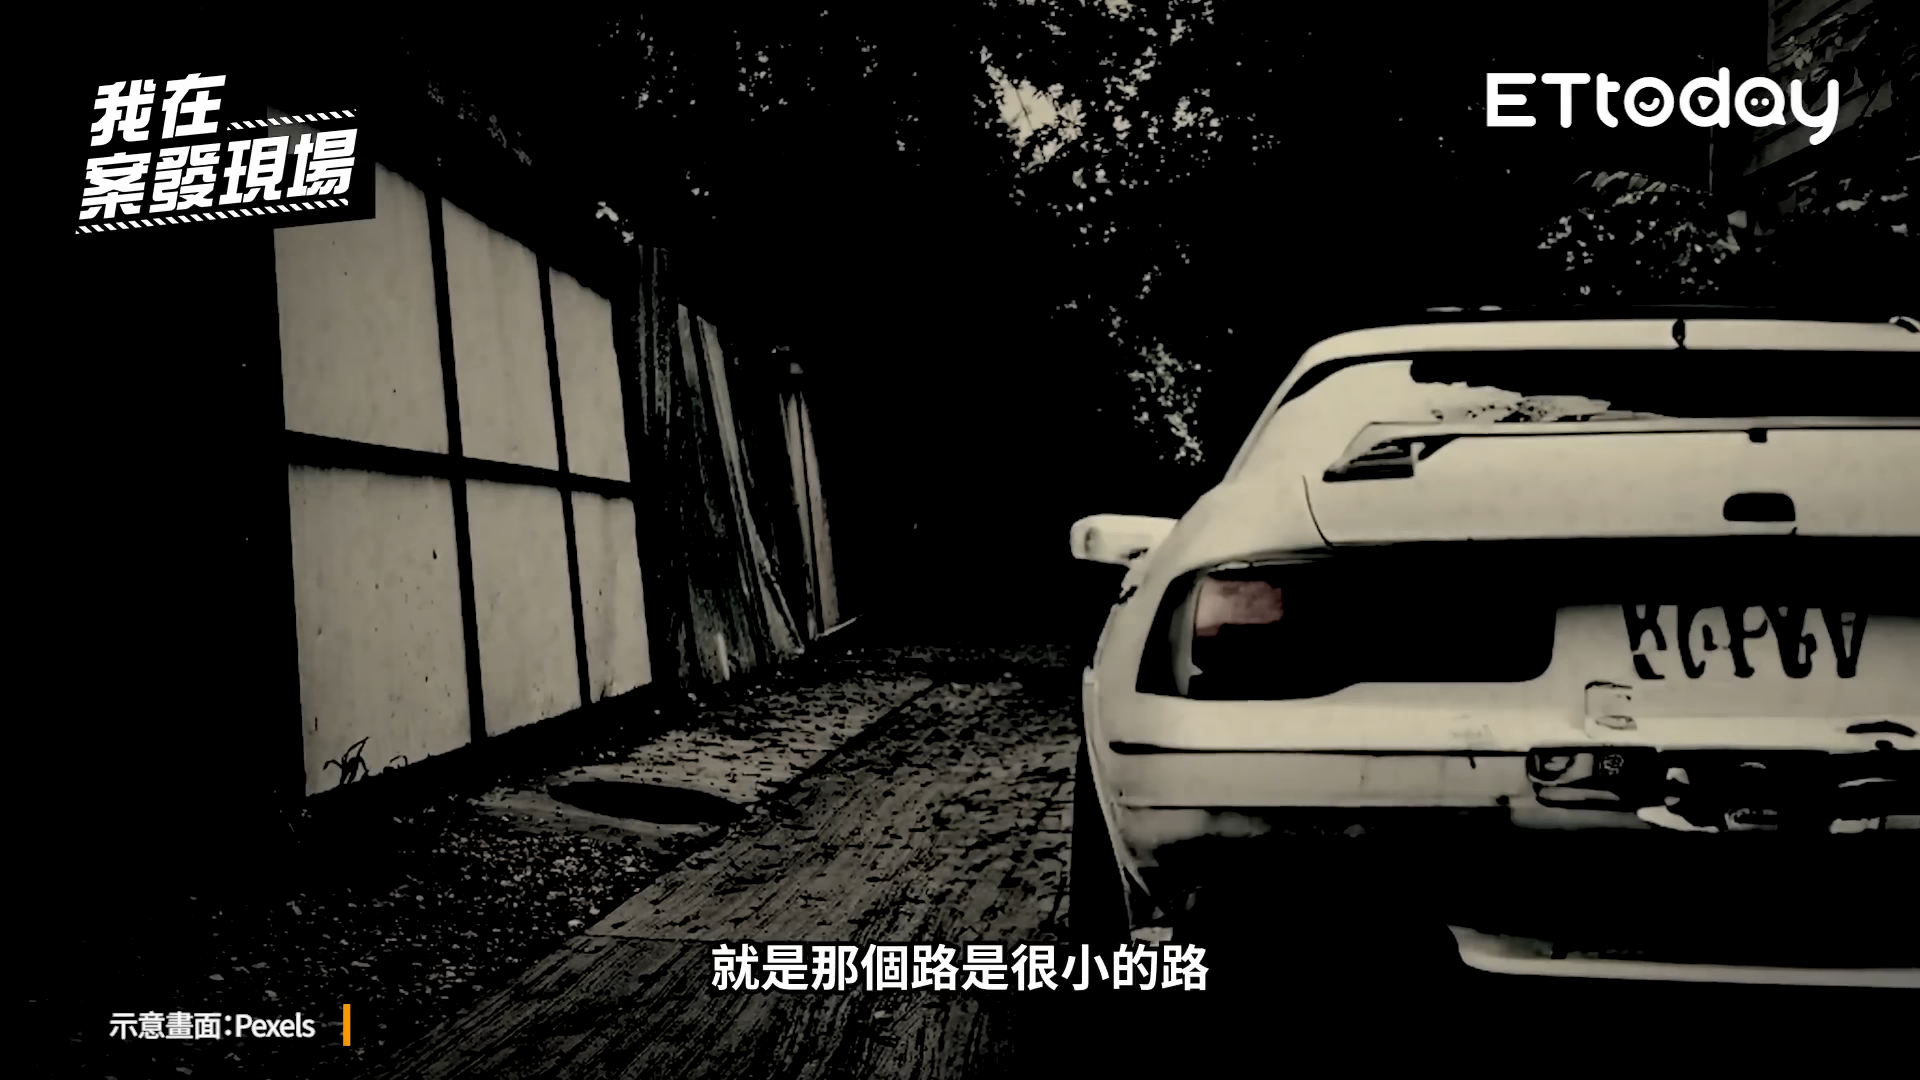 我在
案發現場
ETtoday
就是那個路是很小的路
示意畫面：Pexels